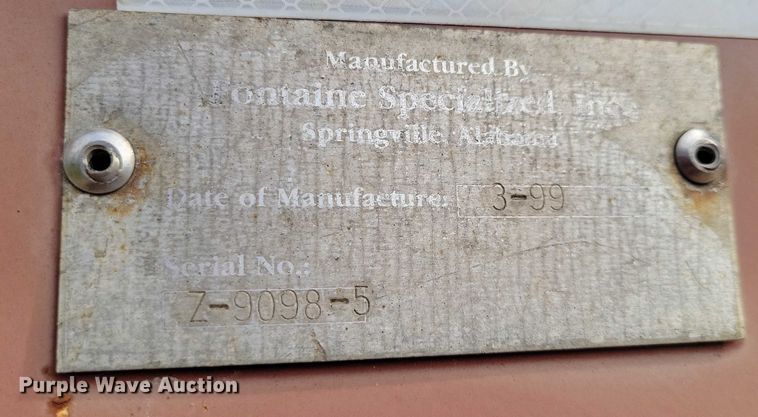 Manufactured By
Fontaine Specialized, Inc.
Springville, Alabama
Date of Manufacture: 3-99
Serial No.:
Z-9098-5
Purple Wave Auction